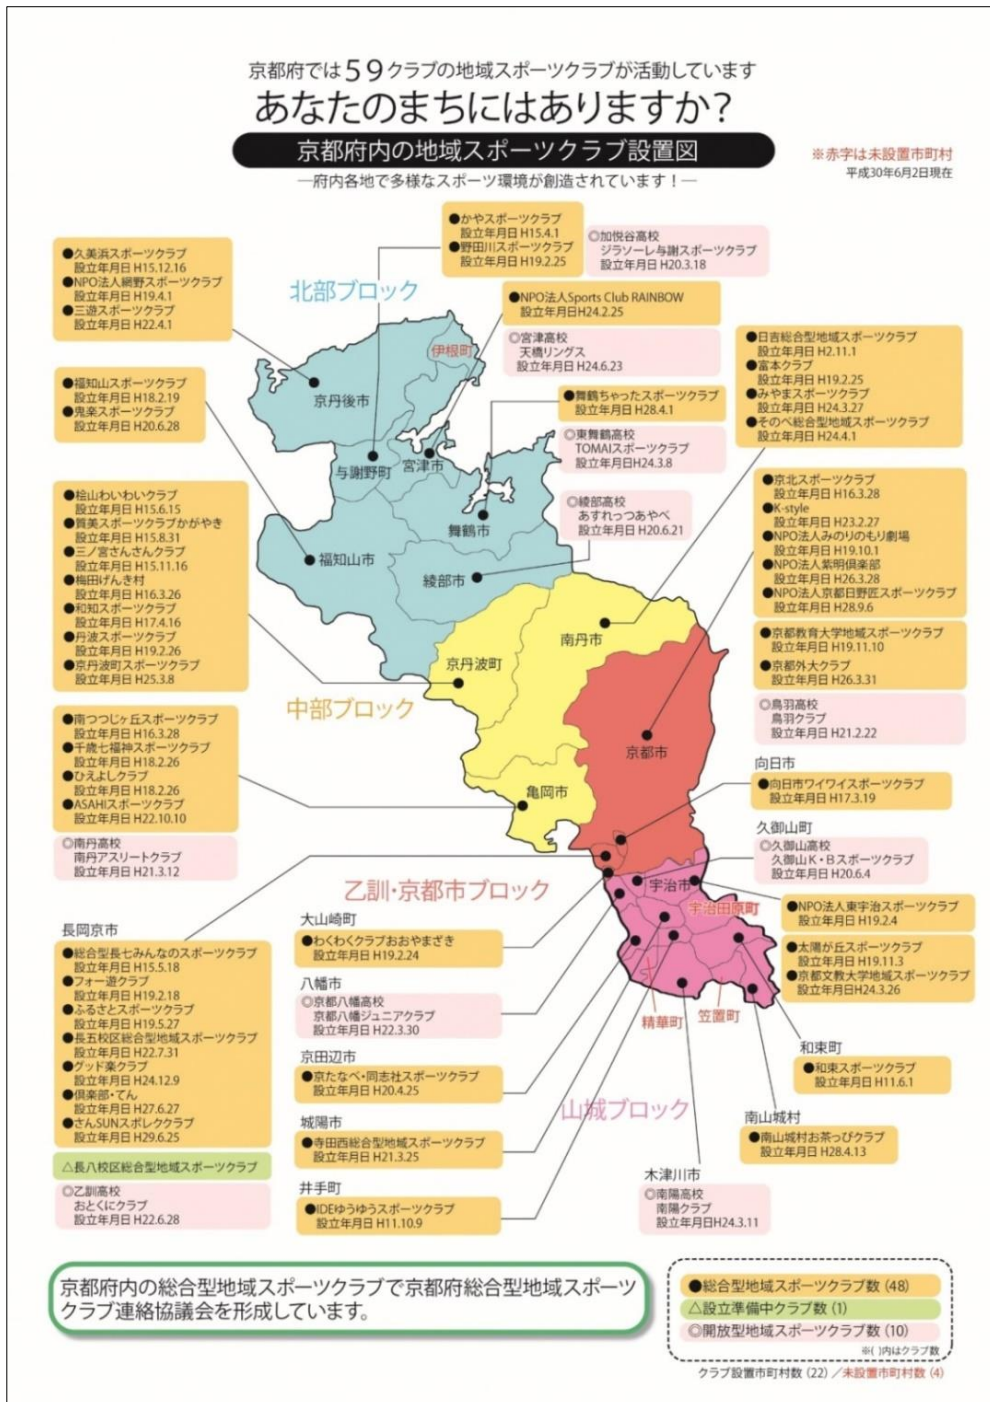 京都府では59クラブの地域スポーツクラブが活動しています
あなたのまちにはありますか？
京都府内の地域スポーツクラブ設置図
※赤字は未設置市町村
平成30年6月2日現在
―府内各地で多様なスポーツ環境が創造されています！―
●かやスポーツクラブ
設立年月日 H15.4.1
●野田川スポーツクラブ
設立年月日 H19.2.25
◎加悦谷高校
ジラソーレ与謝スポーツクラブ
設立年月日 H20.3.18
●久美浜スポーツクラブ
設立年月日 H15.12.16
●NPO法人網野スポーツクラブ
設立年月日 H19.4.1
●三遊スポーツクラブ
設立年月日 H22.4.1
北部ブロック
●NPO法人Sports Club RAINBOW
設立年月日H24.2.25
◎宮津高校
天橋リングス
設立年月日 H24.6.23
●日吉総合型地域スポーツクラブ
設立年月日 H2.11.1
●富本クラブ
設立年月日 H19.2.25
●みやまスポーツクラブ
設立年月日 H24.3.27
●そのべ総合型地域スポーツクラブ
設立年月日 H24.4.1
伊根町
京丹後市
●福知山スポーツクラブ
設立年月日 H18.2.19
●鬼楽スポーツクラブ
設立年月日 H20.6.28
●舞鶴ちゃったスポーツクラブ
設立年月日 H28.4.1
◎東舞鶴高校
TOMAIスポーツクラブ
設立年月日H24.3.8
与謝野町
宮津市
舞鶴市
◎綾部高校
あすれっつあやべ
設立年月日 H20.6.21
●京北スポーツクラブ
設立年月日 H16.3.28
●K-style
設立年月日 H23.2.27
●NPO法人みのりのもり劇場
設立年月日 H19.10.1
●NPO法人紫明倶楽部
設立年月日 H26.3.28
●NPO法人京都日野匠スポーツクラブ
設立年月日 H28.9.6
●桧山わいわいクラブ
設立年月日 H15.6.15
●質美スポーツクラブかがやき
設立年月日 H15.8.31
●三ノ宮さんさんクラブ
設立年月日 H15.11.16
●梅田げんき村
設立年月日 H16.3.26
●和知スポーツクラブ
設立年月日 H17.4.16
●丹波スポーツクラブ
設立年月日 H19.2.26
●京丹波町スポーツクラブ
設立年月日 H25.3.8
福知山市
綾部市
南丹市
京丹波町
●京都教育大学地域スポーツクラブ
設立年月日 H19.11.10
●京都外大クラブ
設立年月日 H26.3.31
◎鳥羽高校
鳥羽クラブ
設立年月日 H21.2.22
中部ブロック
●南つつじヶ丘スポーツクラブ
設立年月日 H16.3.28
●千歳七福神スポーツクラブ
設立年月日 H18.2.26
●ひえよしクラブ
設立年月日 H18.2.26
●ASAHIスポーツクラブ
設立年月日 H22.10.10
◎南丹高校
南丹アスリートクラブ
設立年月日 H21.3.12
京都市
亀岡市
向日市
●向日市ワイワイスポーツクラブ
設立年月日 H17.3.19
久御山町
◎久御山高校
久御山K・Bスポーツクラブ
設立年月日 H20.6.4
乙訓・京都市ブロック
宇治市
宇治田原町
●NPO法人東宇治スポーツクラブ
設立年月日 H19.2.4
●太陽が丘スポーツクラブ
設立年月日 H19.11.3
●京都文教大学地域スポーツクラブ
設立年月日H24.3.26
長岡京市
●総合型長七みんなのスポーツクラブ
設立年月日 H15.5.18
●フォー遊クラブ
設立年月日 H19.2.18
●ふるさとスポーツクラブ
設立年月日 H19.5.27
●長五校区総合型地域スポーツクラブ
設立年月日 H22.7.31
●グッド楽クラブ
設立年月日 H24.12.9
●倶楽部・てん
設立年月日 H27.6.27
●さんSUNスポレククラブ
設立年月日 H29.6.25
△長八校区総合型地域スポーツクラブ
◎乙訓高校
おとくにクラブ
設立年月日 H22.6.28
大山崎町
●わくわくクラブおおやまざき
設立年月日 H19.2.24
八幡市
◎京都八幡高校
京都八幡ジュニアクラブ
設立年月日 H22.3.30
京田辺市
●京たなべ・同志社スポーツクラブ
設立年月日 H20.4.25
城陽市
●寺田西総合型地域スポーツクラブ
設立年月日 H21.3.25
井手町
●IDEゆうゆうスポーツクラブ
設立年月日 H11.10.9
精華町
笠置町
山城ブロック
和束町
●和束スポーツクラブ
設立年月日 H11.6.1
南山城村
●南山城村お茶っぴクラブ
設立年月日 H28.4.13
木津川市
◎南陽高校
南陽クラブ
設立年月日H24.3.11
京都府内の総合型地域スポーツクラブで京都府総合型地域スポーツ
クラブ連絡協議会を形成しています。
●総合型地域スポーツクラブ数（48）
△設立準備中クラブ数（1）
◎開放型地域スポーツクラブ数（10）
※( )内はクラブ数
クラブ設置市町村数（22）／未設置市町村数（4）